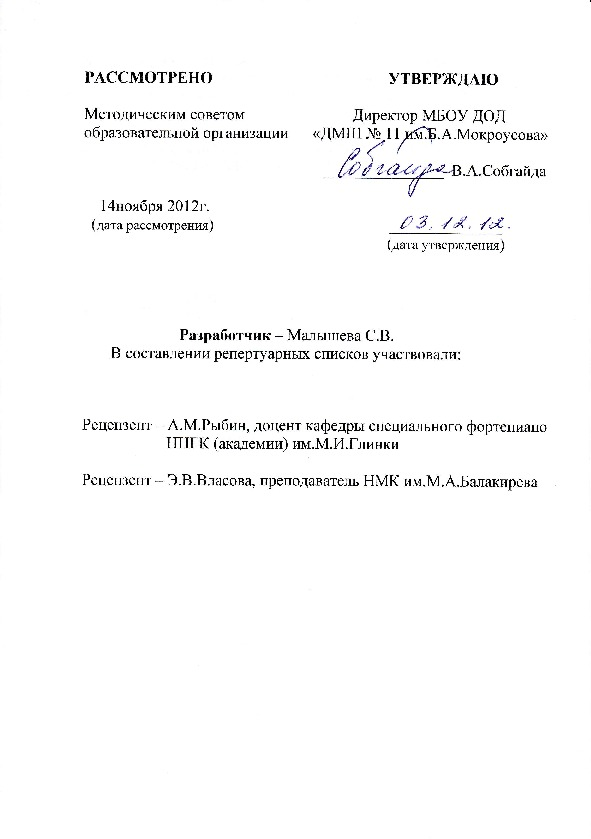 РАССМОТРЕНО
Методическим советом
образовательной организации
14ноября 2012г.
(дата рассмотрения)
УТВЕРЖДАЮ
Директор МБОУ ДОД
«ДМШ № 11 им.Б.А.Мокроусова»
Собгайда В.А.Собгайда
03.12.12.
(дата утверждения)
Разработчик – Малышева С.В.
В составлении репертуарных списков участвовали:
Рецензент – А.М.Рыбин, доцент кафедры специального фортепиано
ННГК (академии) им.М.И.Глинки
Рецензент – Э.В.Власова, преподаватель НМК им.М.А.Балакирева